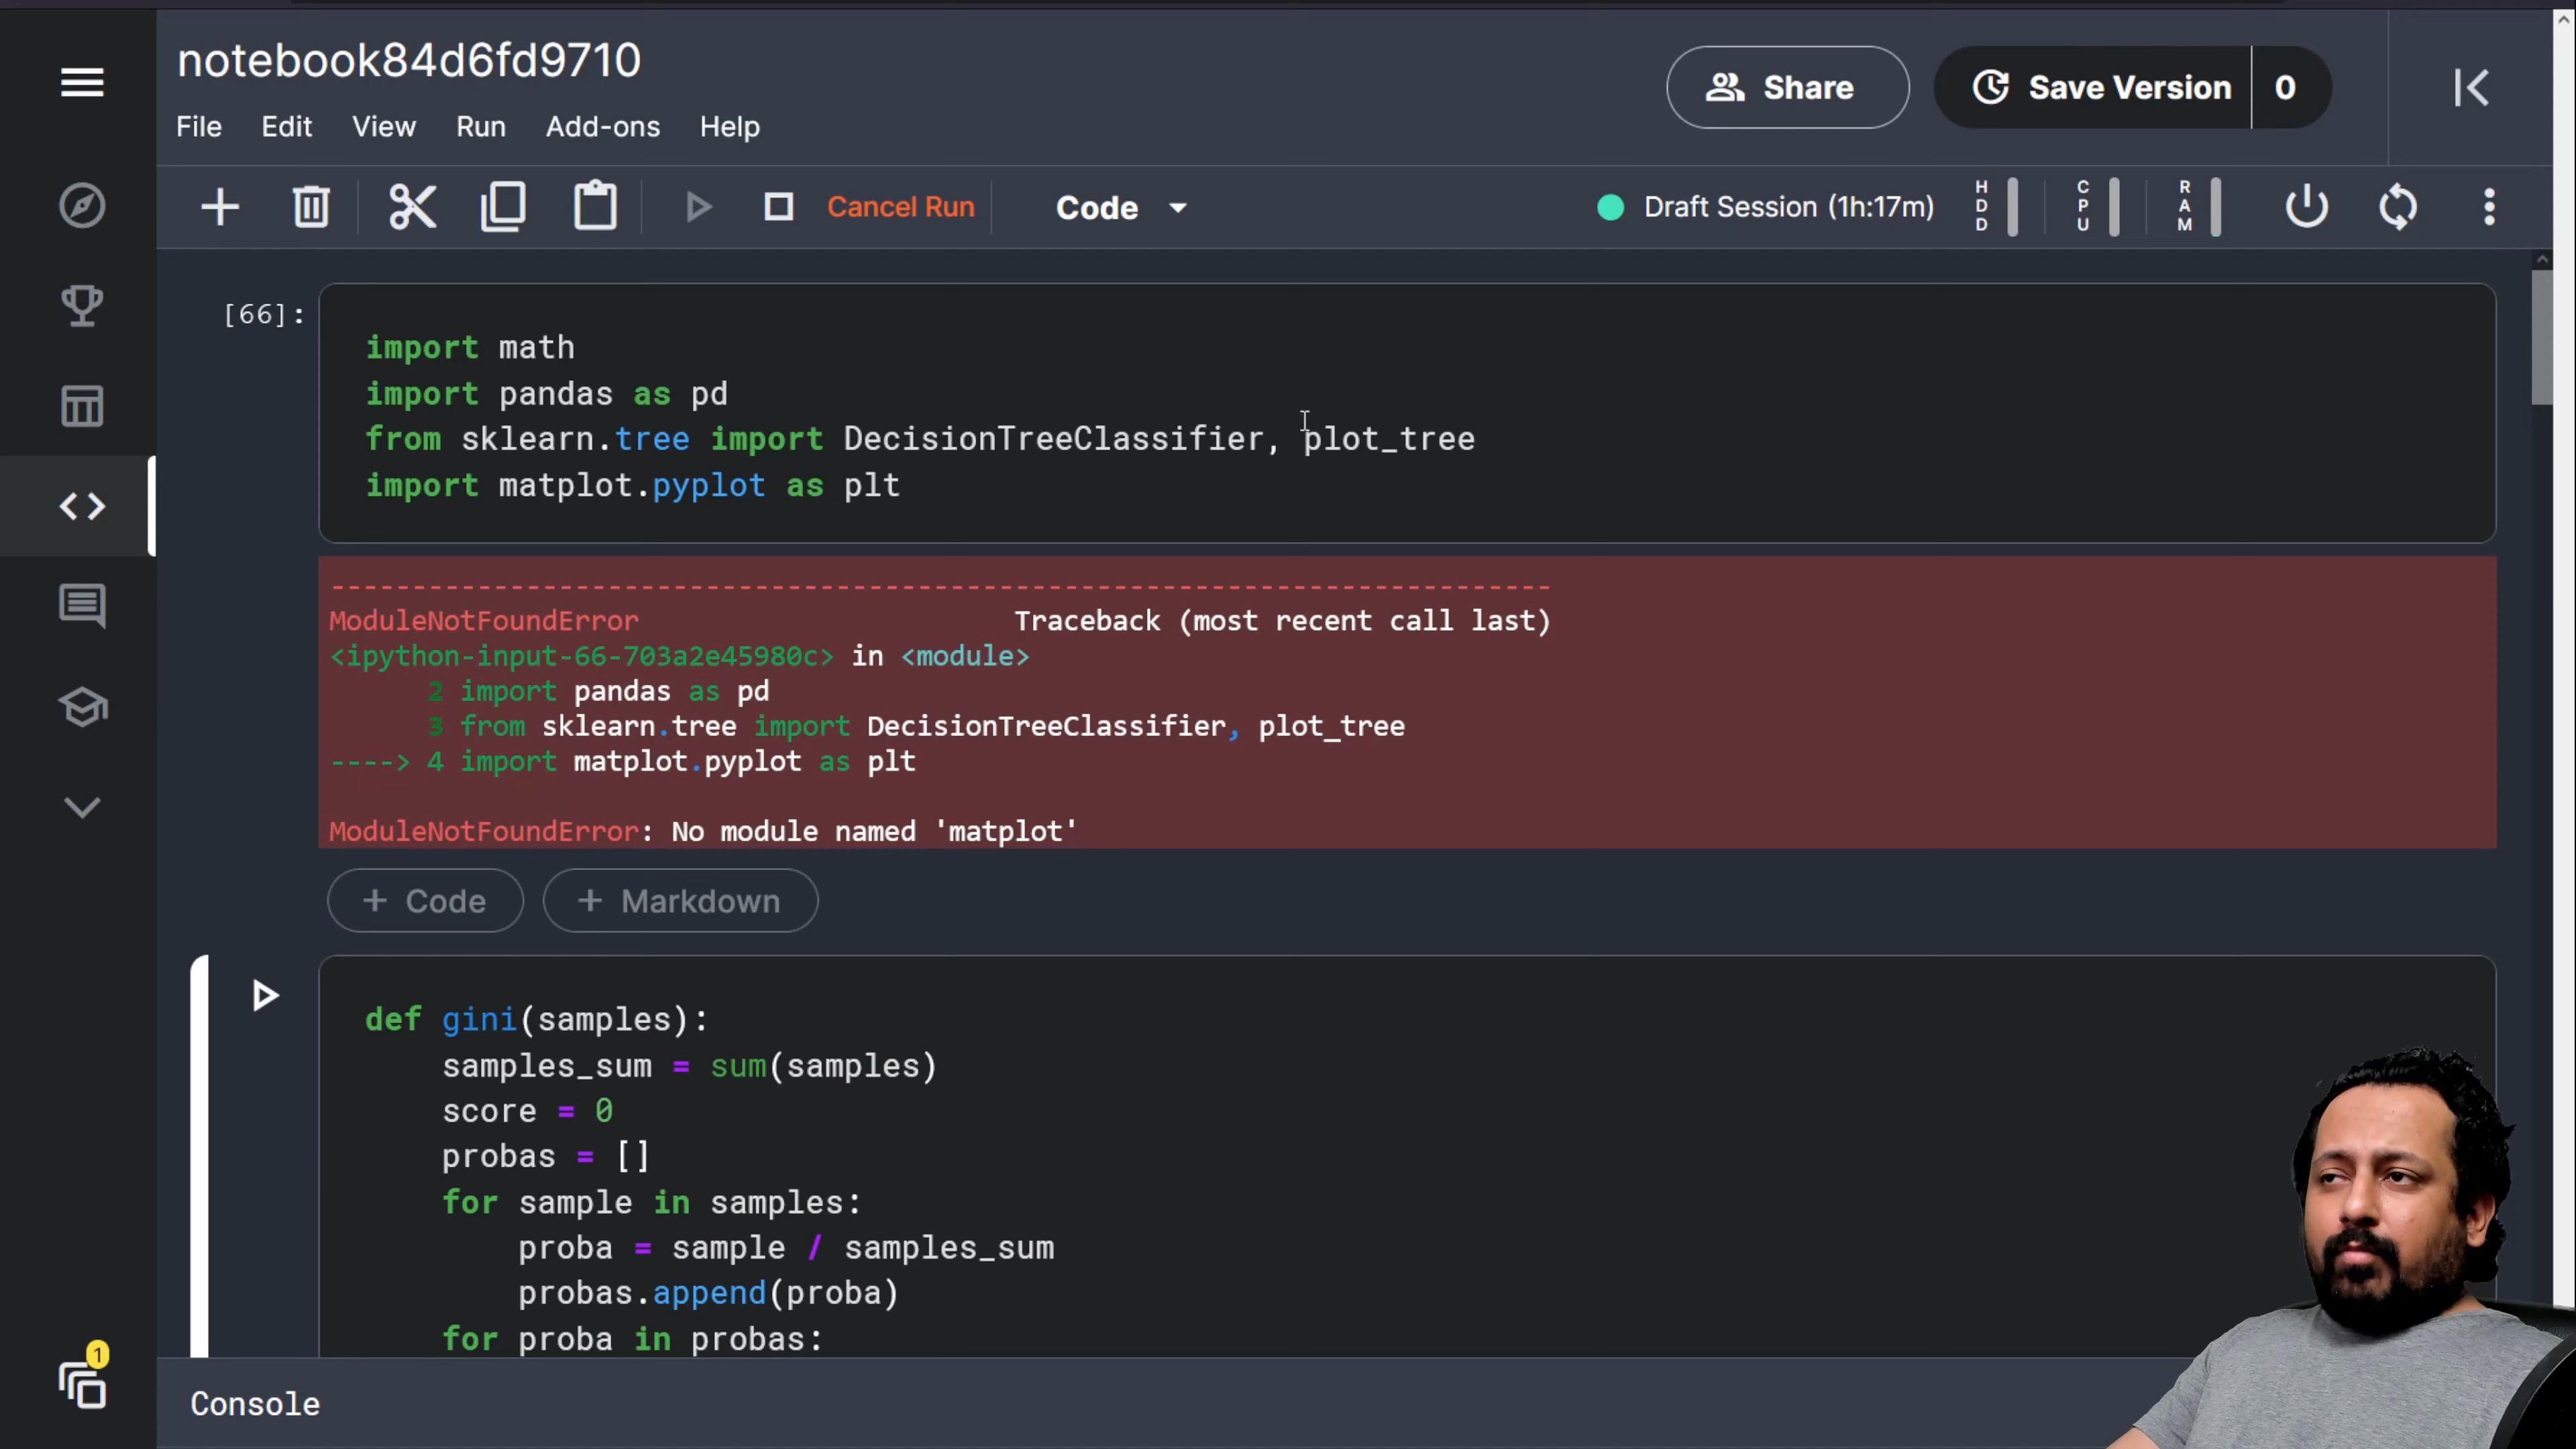 notebook84d6fd9710
Share
Save Version
0
File Edit View Run Add-ons Help
Cancel Run
Code
Draft Session (1h:17m)
HDD
CPU
RAM
[66]:
import math
import pandas as pd
from sklearn.tree import DecisionTreeClassifier, plot_tree
import matplot.pyplot as plt
---------------------------------------------------------------------------
ModuleNotFoundError Traceback (most recent call last)
<ipython-input-66-703a2e45980c> in <module>
2 import pandas as pd
3 from sklearn.tree import DecisionTreeClassifier, plot_tree
----> 4 import matplot.pyplot as plt
ModuleNotFoundError: No module named 'matplot'
+ Code
+ Markdown
def gini(samples):
samples_sum = sum(samples)
score = 0
probas = []
for sample in samples:
proba = sample / samples_sum
probas.append(proba)
for proba in probas:
1
Console